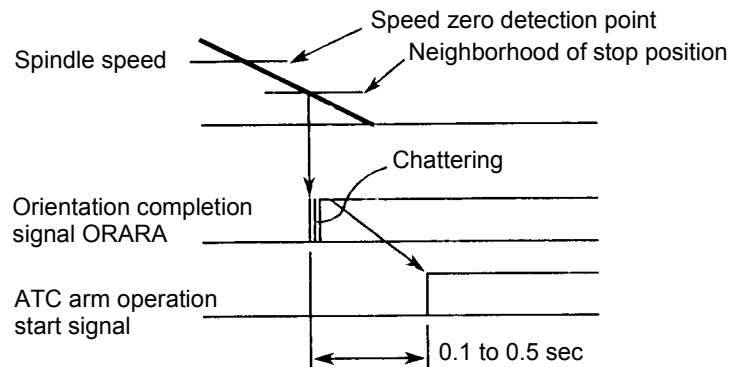 Speed zero detection point
Neighborhood of stop position
Spindle speed
Chattering
Orientation completion
signal ORARA
ATC arm operation
start signal
0.1 to 0.5 sec